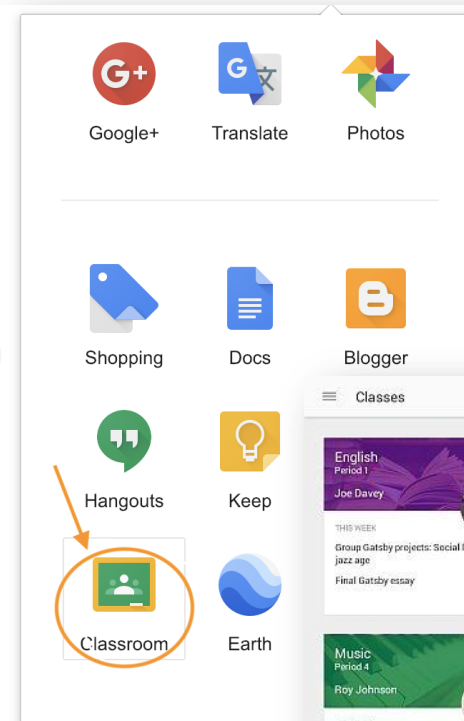 G+
G 文
Google+ Translate Photos
Shopping Docs Blogger
Hangouts Keep
Classroom Earth
Classes
English
Period 1
Joe Davey
THIS WEEK
Group Gatsby projects: Social
jazz age
Final Gatsby essay
Music
Period 4
Roy Johnson